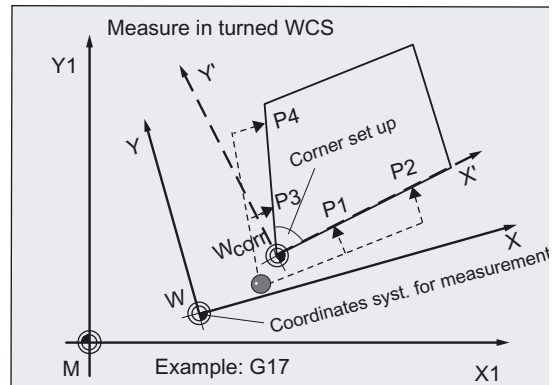 Measure in turned WCS
Y1
Y'
P4
Y
Corner set up
P2
X'
P3
P1
Wcorn
X
W
Coordinates syst. for measurement
M
Example: G17
X1